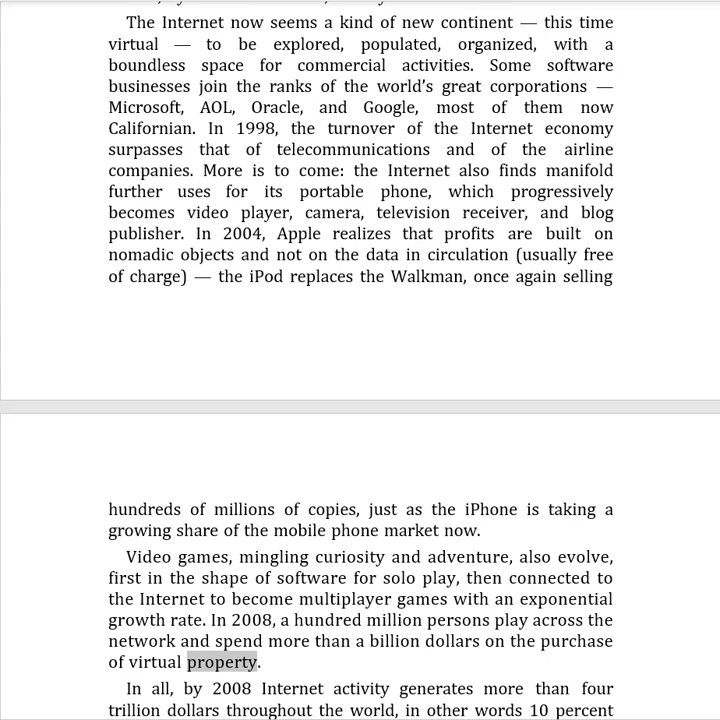 The Internet now seems a kind of new continent — this time
virtual — to be explored, populated, organized, with a
boundless space for commercial activities. Some software
businesses join the ranks of the world’s great corporations —
Microsoft, AOL, Oracle, and Google, most of them now
Californian. In 1998, the turnover of the Internet economy
surpasses that of telecommunications and of the airline
companies. More is to come: the Internet also finds manifold
further uses for its portable phone, which progressively
becomes video player, camera, television receiver, and blog
publisher. In 2004, Apple realizes that profits are built on
nomadic objects and not on the data in circulation (usually free
of charge) — the iPod replaces the Walkman, once again selling
hundreds of millions of copies, just as the iPhone is taking a
growing share of the mobile phone market now.
Video games, mingling curiosity and adventure, also evolve,
first in the shape of software for solo play, then connected to
the Internet to become multiplayer games with an exponential
growth rate. In 2008, a hundred million persons play across the
network and spend more than a billion dollars on the purchase
of virtual property.
In all, by 2008 Internet activity generates more than four
trillion dollars throughout the world, in other words 10 percent